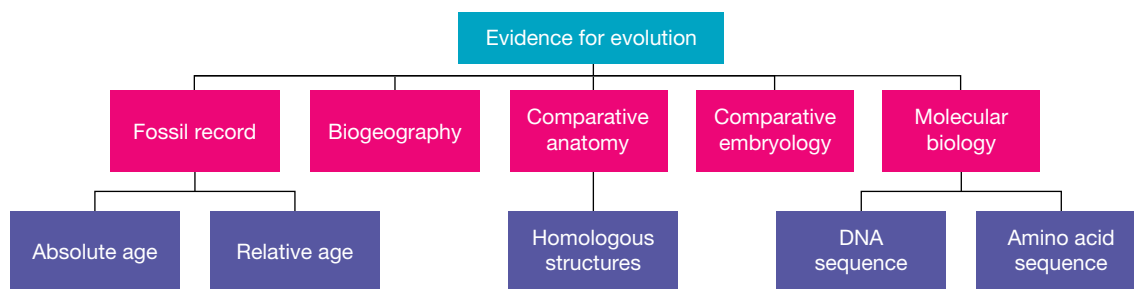 Evidence for evolution
Fossil record
Biogeography
Comparative
anatomy
Comparative
embryology
Molecular
biology
Absolute age
Relative age
Homologous
structures
DNA
sequence
Amino acid
sequence